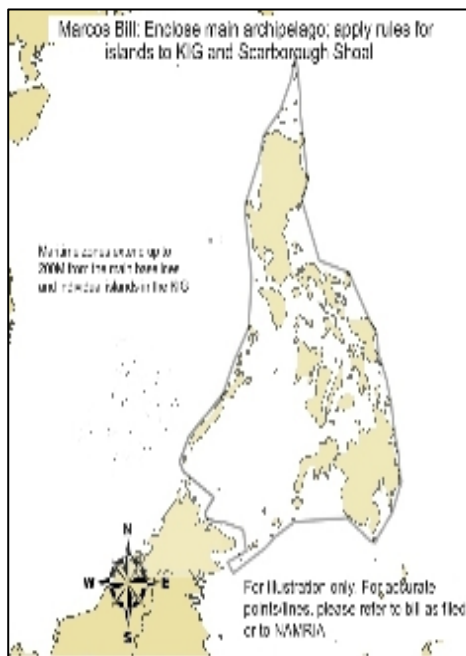 Marcos Bill: Enclose main archipelago; apply rules for
islands to KIG and Scarborough Shoal
Maritime zones extend up to
200M from the main baselines
and individual islands in the KIG
N
W E
S
For illustration only. For accurate
points/lines, please refer to bill as filed
or to NAMRIA